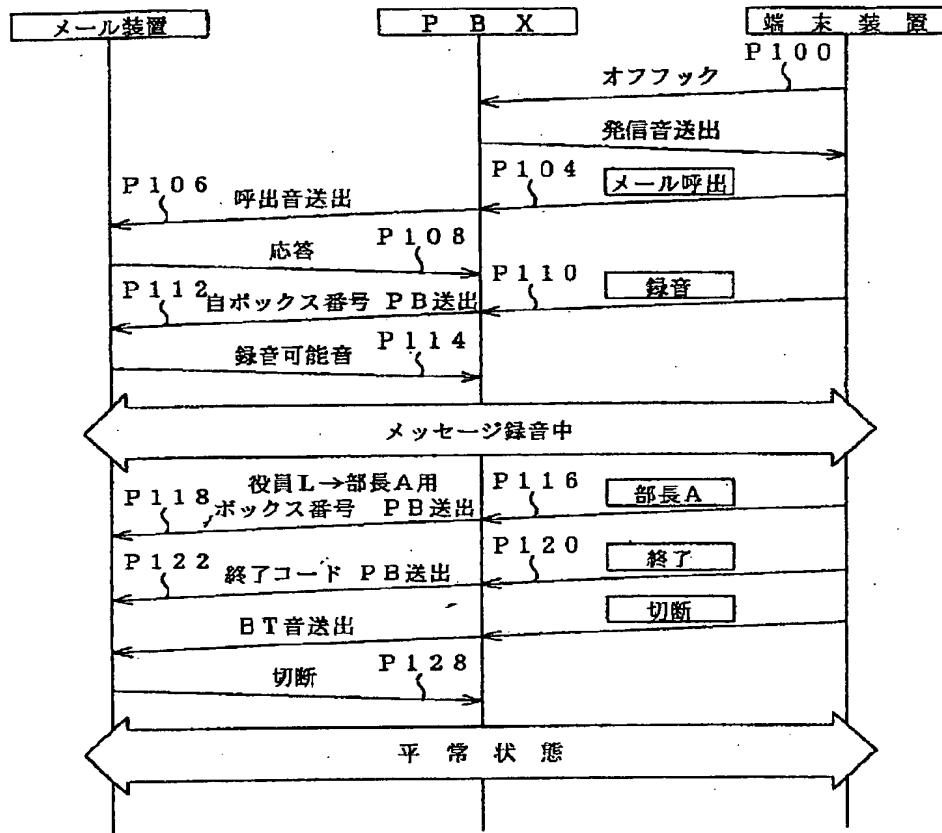 メール装置 P B X 端末装置
P100
オフフック
発信音送出
P104 メール呼出
P106 呼出音送出
応答 P108
P110 録音
P112 自ボックス番号 PB送出
録音可能音 P114
メッセージ録音中
役員L→部長A用
P116 部長A
P118 ボックス番号 PB送出
P120 終了
P122 終了コード PB送出
切断
BT音送出
切断 P128
平常状態